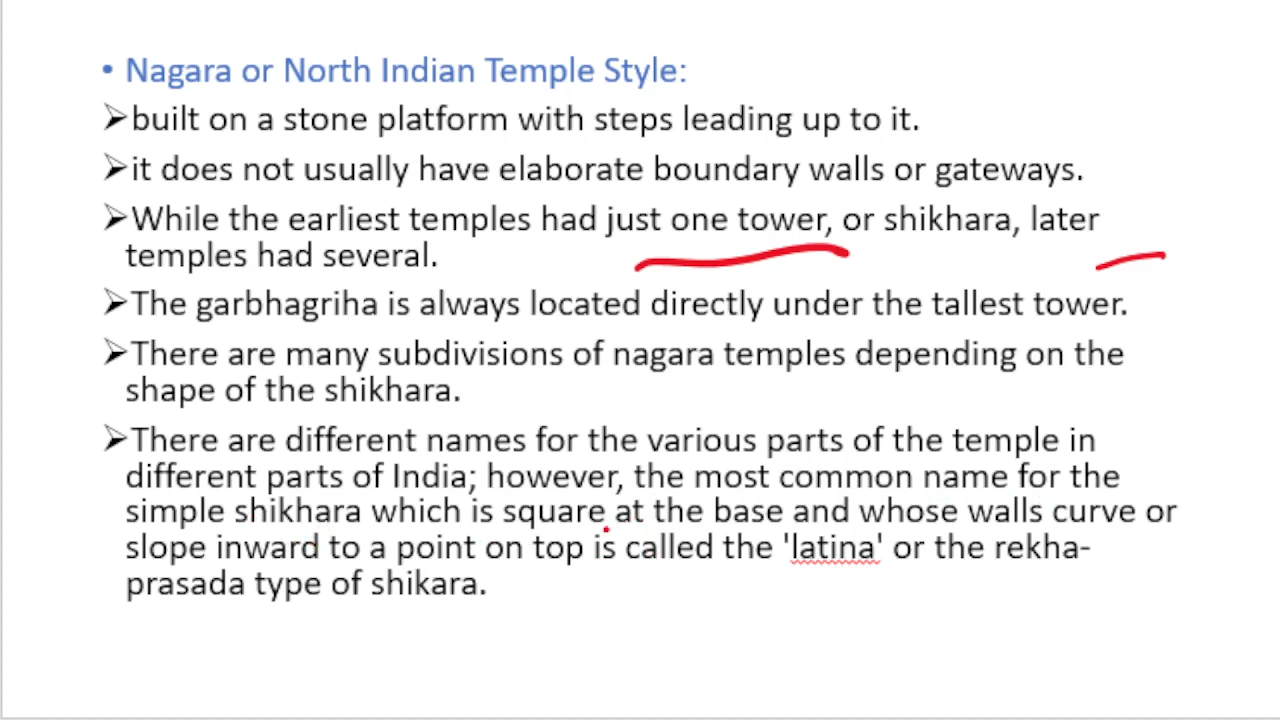 • Nagara or North Indian Temple Style:
➢built on a stone platform with steps leading up to it.
➢it does not usually have elaborate boundary walls or gateways.
➢While the earliest temples had just one tower, or shikhara, later
temples had several.
➢The garbhagriha is always located directly under the tallest tower.
➢There are many subdivisions of nagara temples depending on the
shape of the shikhara.
➢There are different names for the various parts of the temple in
different parts of India; however, the most common name for the
simple shikhara which is square at the base and whose walls curve or
slope inward to a point on top is called the 'latina' or the rekha-
prasada type of shikara.